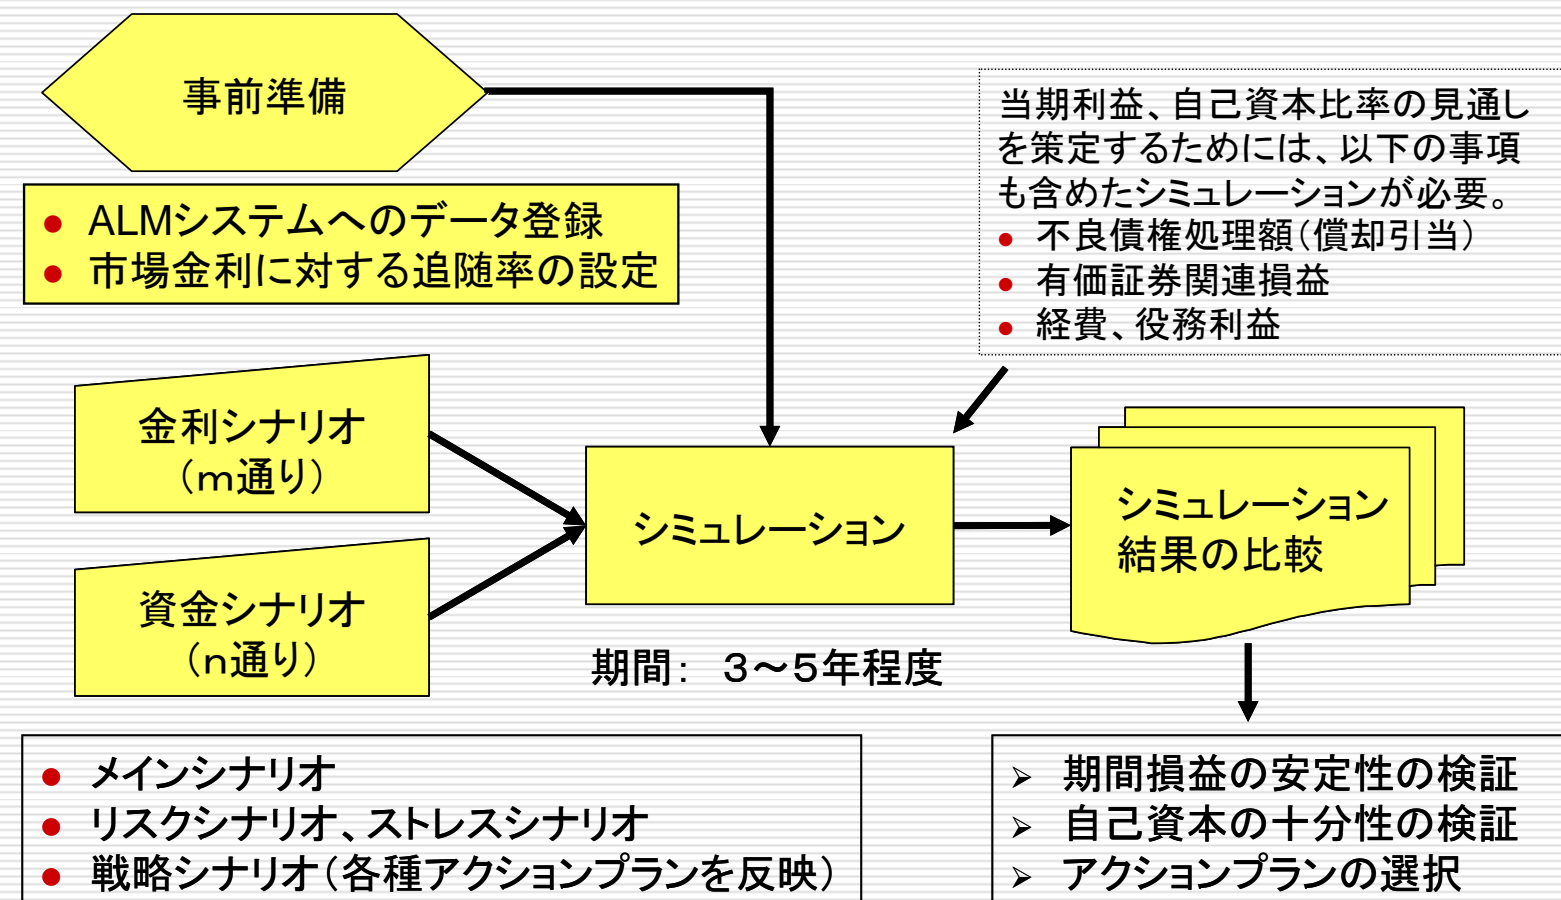 事前準備
● ALMシステムへのデータ登録
● 市場金利に対する追随率の設定
当期利益、自己資本比率の見通し
を策定するためには、以下の事項
も含めたシミュレーションが必要。
● 不良債権処理額(償却引当)
● 有価証券関連損益
● 経費、役務利益
金利シナリオ
(m通り)
資金シナリオ
(n通り)
シミュレーション
期間: 3~5年程度
シミュレーション
結果の比較
● メインシナリオ
● リスクシナリオ、ストレスシナリオ
● 戦略シナリオ(各種アクションプランを反映)
➢ 期間損益の安定性の検証
➢ 自己資本の十分性の検証
➢ アクションプランの選択